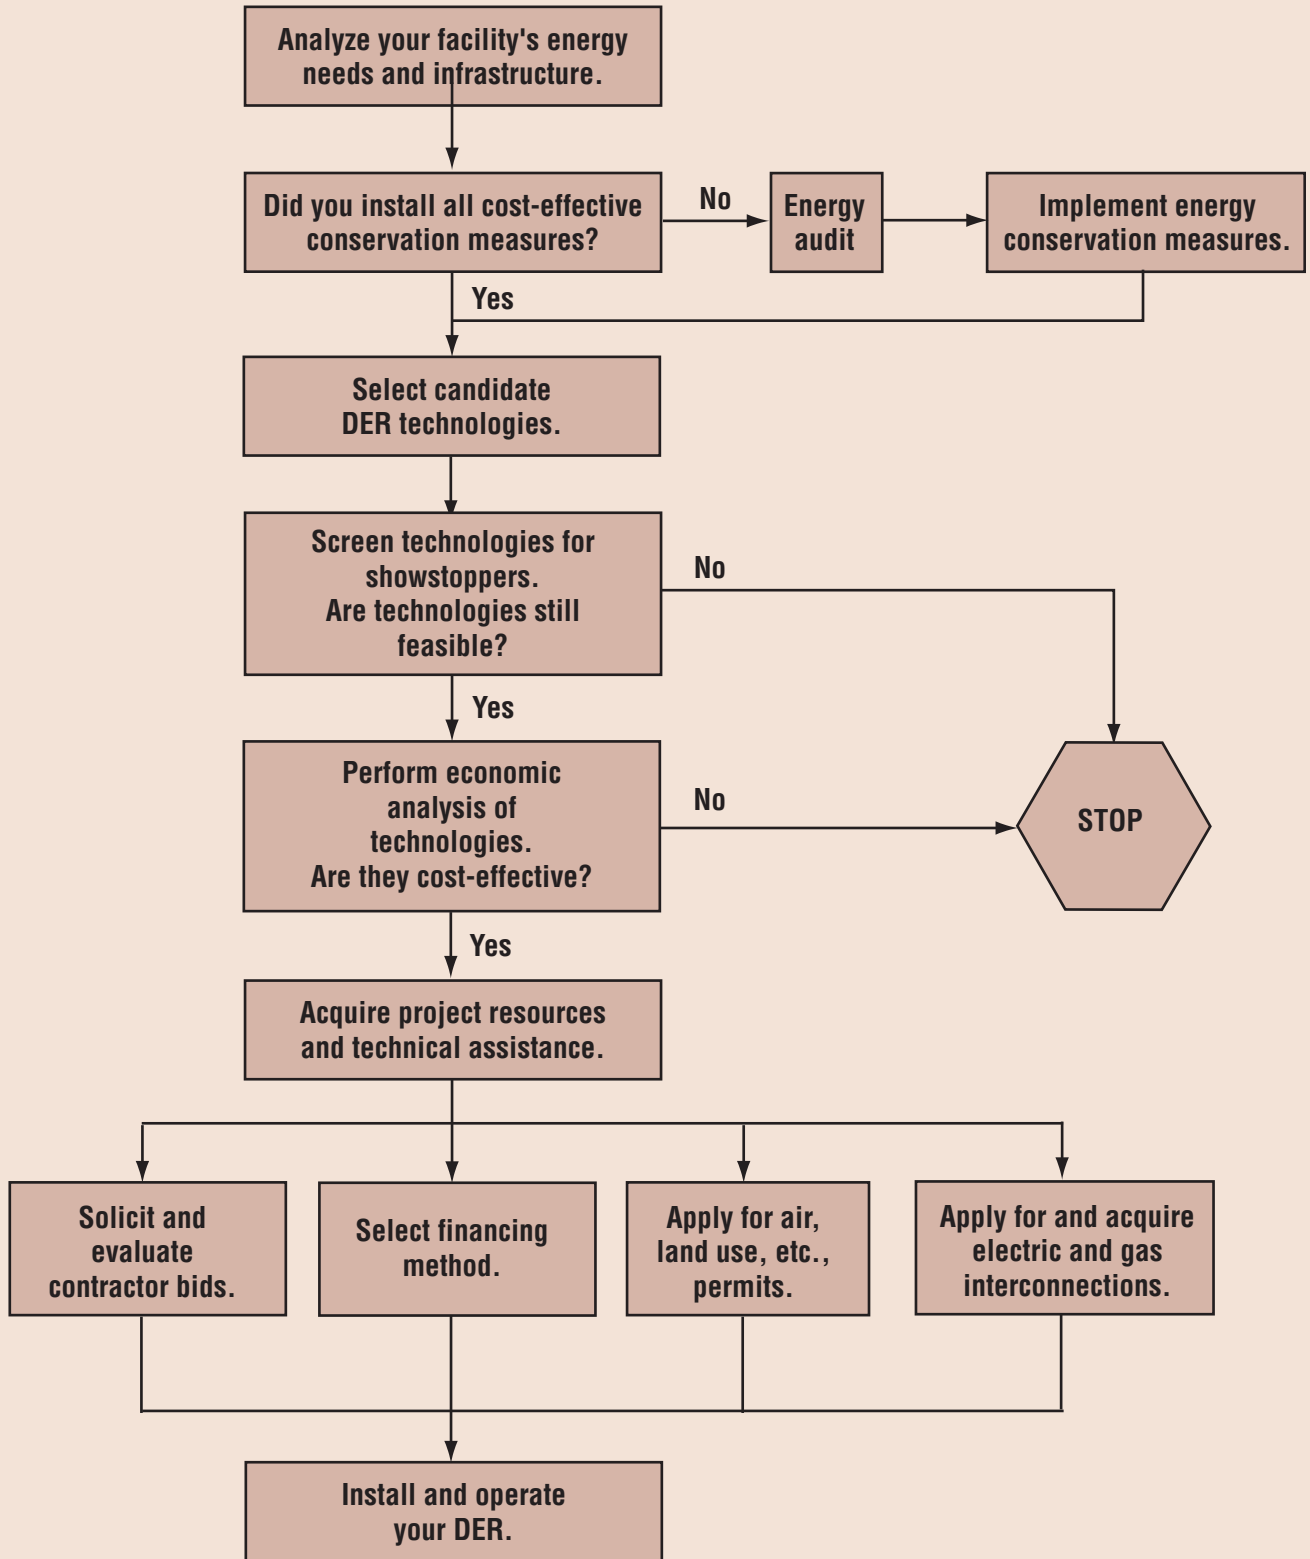 Analyze your facility's energy
needs and infrastructure.
Did you install all cost-effective
conservation measures?
No
Energy
audit
Implement energy
conservation measures.
Yes
Select candidate
DER technologies.
Screen technologies for
showstoppers.
Are technologies still
feasible?
No
Yes
Perform economic
analysis of
technologies.
Are they cost-effective?
No
STOP
Yes
Acquire project resources
and technical assistance.
Solicit and
evaluate
contractor bids.
Select financing
method.
Apply for air,
land use, etc.,
permits.
Apply for and acquire
electric and gas
interconnections.
Install and operate
your DER.